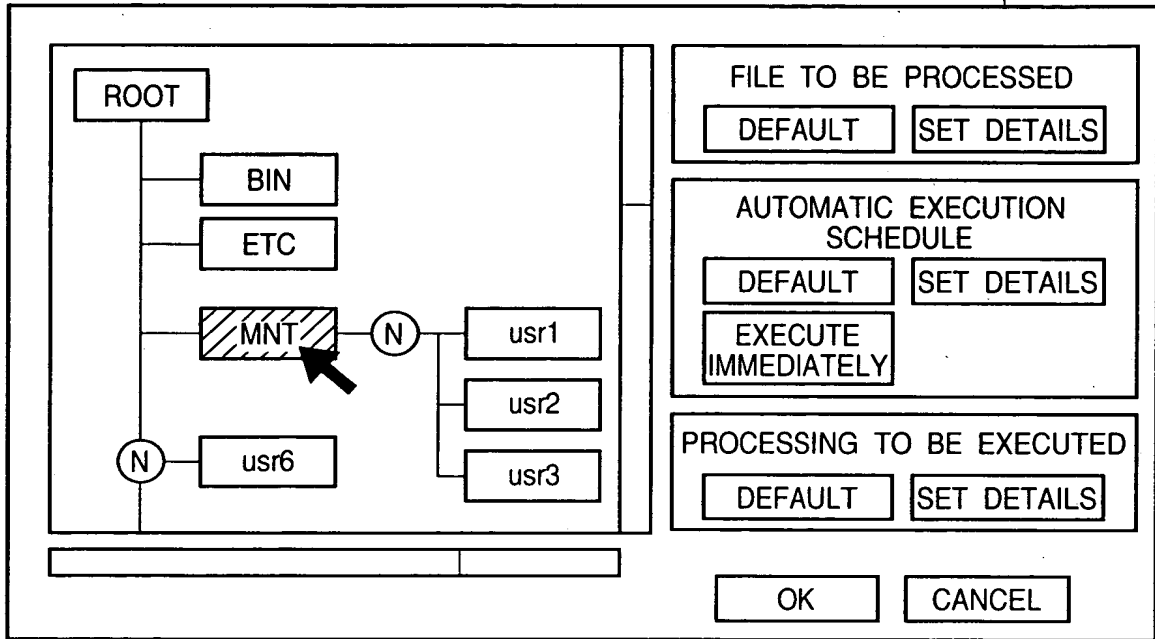 ROOT
BIN
ETC
MNT
N
usr1
usr2
usr3
N
usr6
FILE TO BE PROCESSED
DEFAULT
SET DETAILS
AUTOMATIC EXECUTION
SCHEDULE
DEFAULT
SET DETAILS
EXECUTE
IMMEDIATELY
PROCESSING TO BE EXECUTED
DEFAULT
SET DETAILS
OK
CANCEL